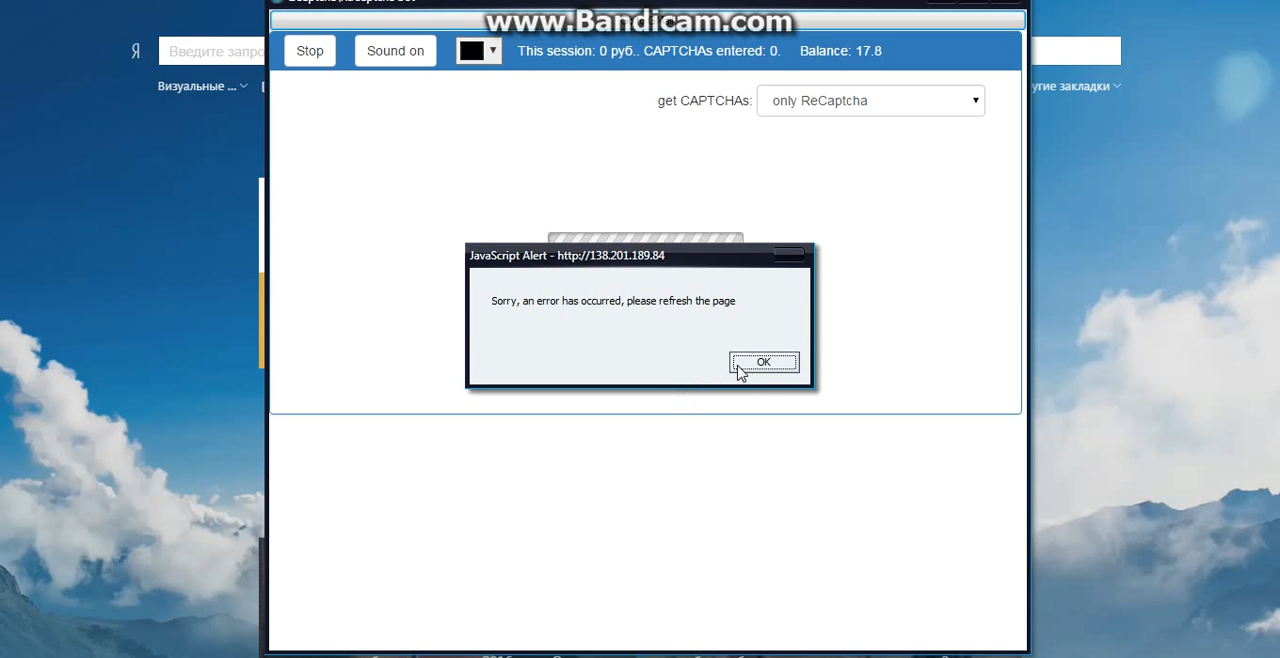 www.Bandicam.com
Я
Введите запро
Stop
Sound on
This session: 0 руб.. CAPTCHAs entered: 0.
Balance: 17.8
Визуальные ...
угие закладки
get CAPTCHAs:
only ReCaptcha
JavaScript Alert - http://138.201.189.84
Sorry, an error has occurred, please refresh the page
OK